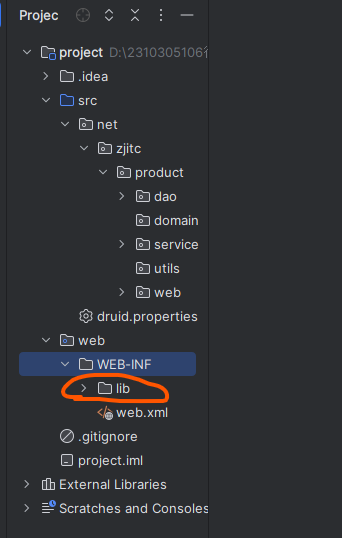 Projec
project D:\2310305106
.idea
src
net
zjitc
product
dao
domain
service
utils
web
druid.properties
web
WEB-INF
lib
web.xml
.gitignore
project.iml
External Libraries
Scratches and Consoles